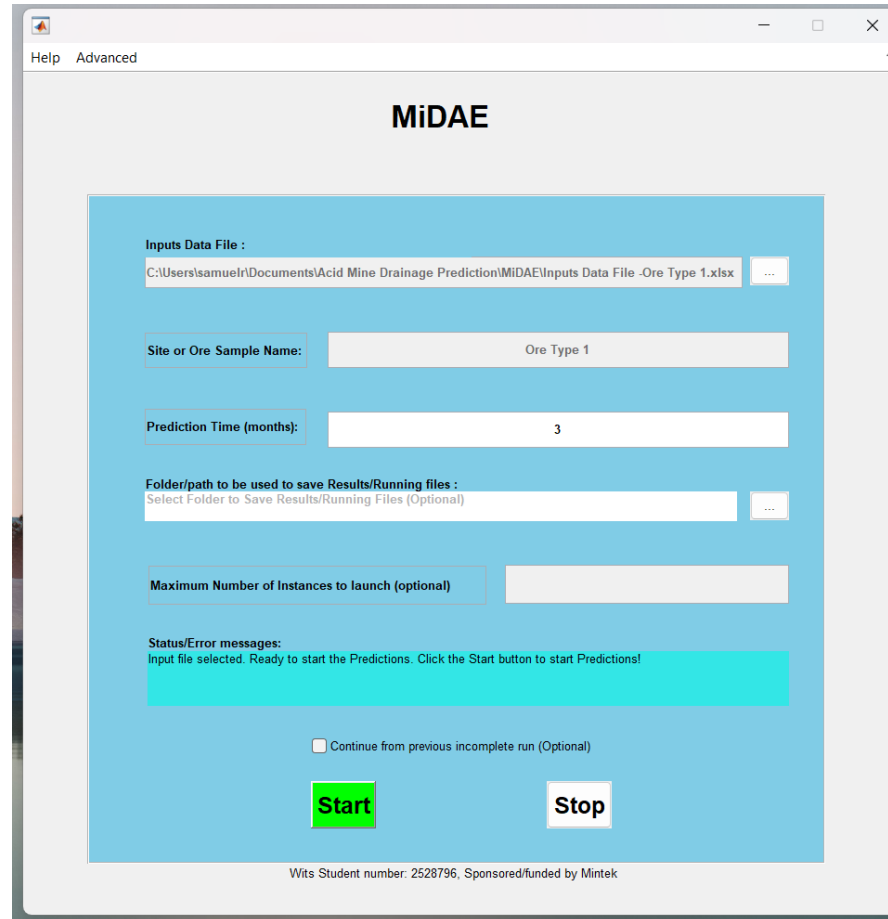 Help Advanced
MiDAE
Inputs Data File :
C:\Users\samuelr\Documents\Acid Mine Drainage Prediction\MiDAE\Inputs Data File -Ore Type 1.xlsx ...
Site or Ore Sample Name: Ore Type 1
Prediction Time (months): 3
Folder/path to be used to save Results/Running files :
Select Folder to Save Results/Running Files (Optional) ...
Maximum Number of Instances to launch (optional)
Status/Error messages:
Input file selected. Ready to start the Predictions. Click the Start button to start Predictions!
Continue from previous incomplete run (Optional)
Start Stop
Wits Student number: 2528796, Sponsored/funded by Mintek